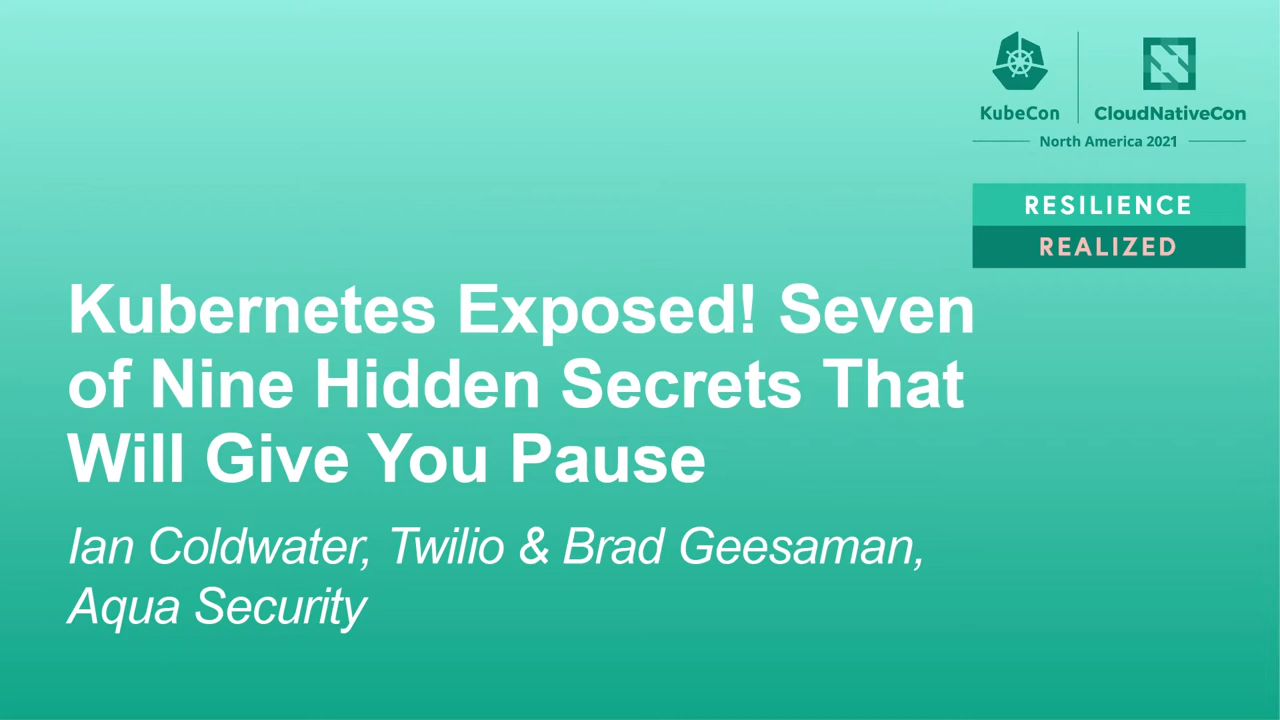 KubeCon
CloudNativeCon
North America 2021
RESILIENCE
REALIZED
Kubernetes Exposed! Seven
of Nine Hidden Secrets That
Will Give You Pause
Ian Coldwater, Twilio & Brad Geesaman,
Aqua Security